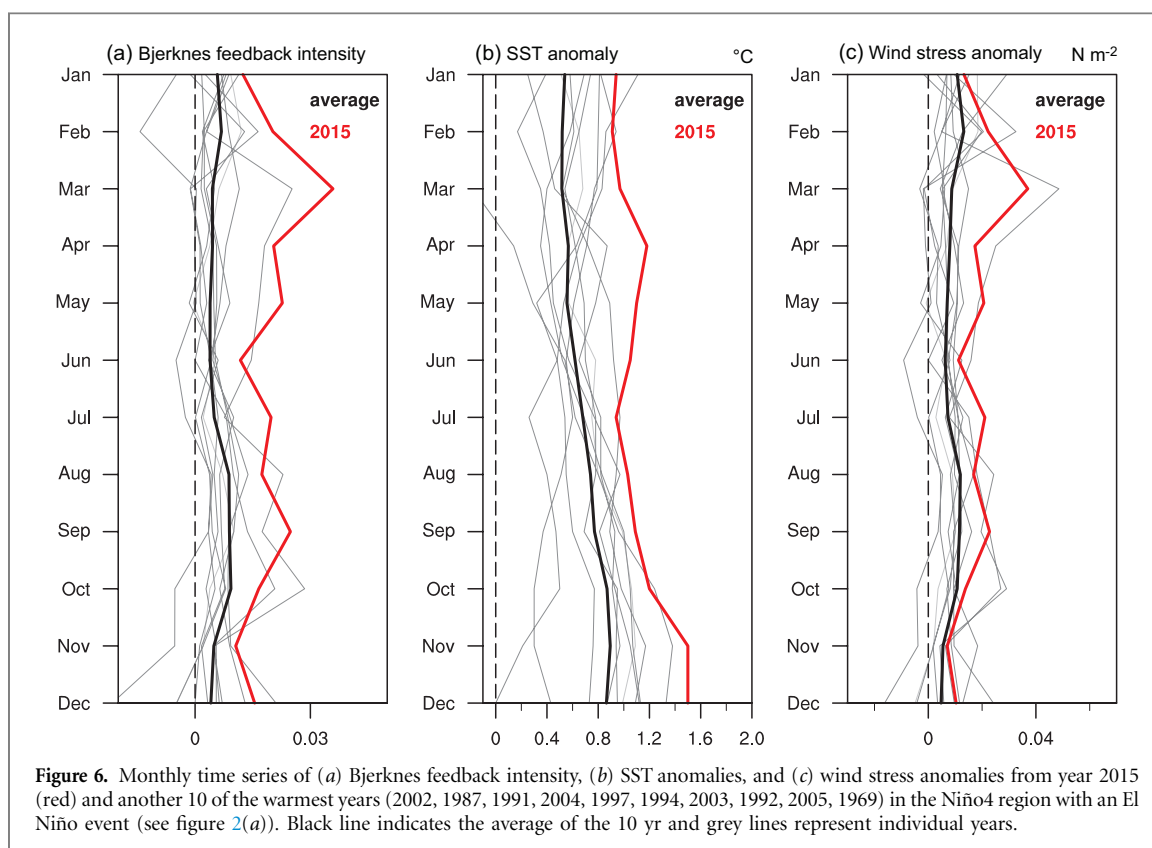 (a) Bjerknes feedback intensity
(b) SST anomaly °C
(c) Wind stress anomaly N m-2
Jan
Feb
Mar
Apr
May
Jun
Jul
Aug
Sep
Oct
Nov
Dec
average
2015
0 0.03
Jan
Feb
Mar
Apr
May
Jun
Jul
Aug
Sep
Oct
Nov
Dec
average
2015
0 0.4 0.8 1.2 1.6 2.0
Jan
Feb
Mar
Apr
May
Jun
Jul
Aug
Sep
Oct
Nov
Dec
average
2015
0 0.04
Figure 6. Monthly time series of (a) Bjerknes feedback intensity, (b) SST anomalies, and (c) wind stress anomalies from year 2015
(red) and another 10 of the warmest years (2002, 1987, 1991, 2004, 1997, 1994, 2003, 1992, 2005, 1969) in the Niño4 region with an El
Niño event (see figure 2(a)). Black line indicates the average of the 10 yr and grey lines represent individual years.